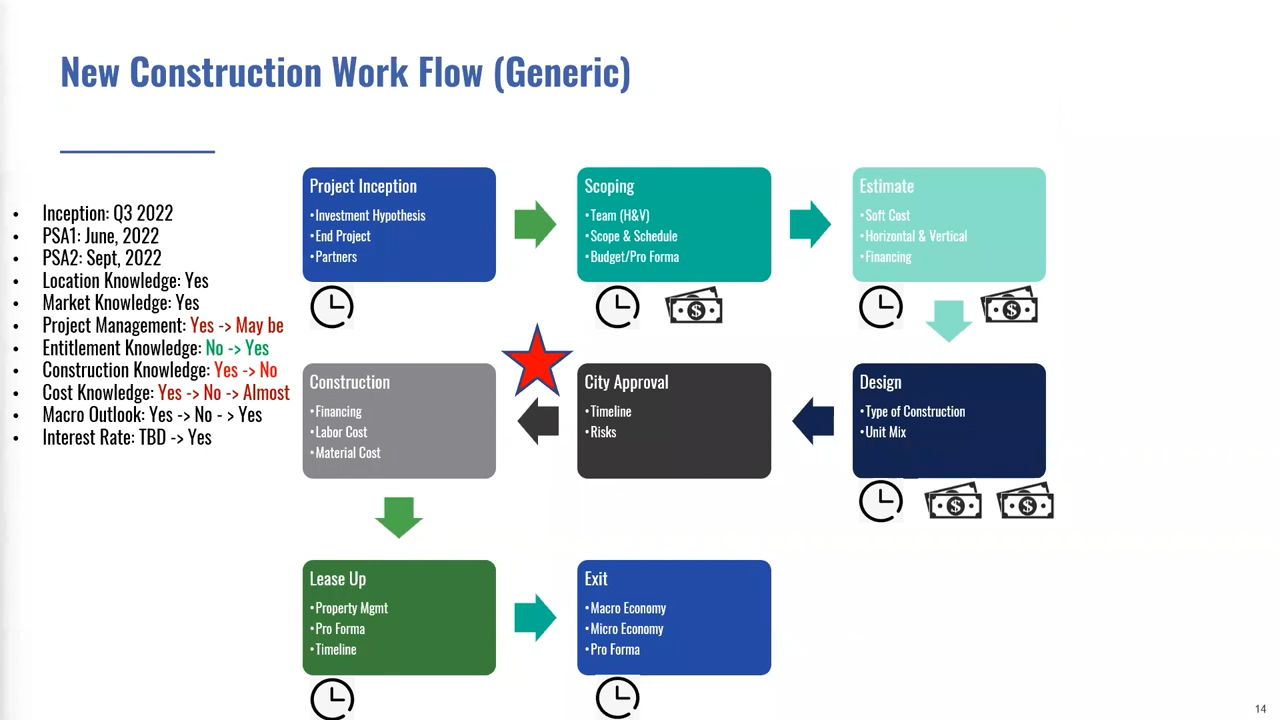 New Construction Work Flow (Generic)
• Inception: Q3 2022
• PSA1: June, 2022
• PSA2: Sept, 2022
• Location Knowledge: Yes
• Market Knowledge: Yes
• Project Management: Yes -> May be
• Entitlement Knowledge: No -> Yes
• Construction Knowledge: Yes -> No
• Cost Knowledge: Yes -> No -> Almost
• Macro Outlook: Yes -> No - > Yes
• Interest Rate: TBD -> Yes
Project Inception
•Investment Hypothesis
•End Project
•Partners
Scoping
•Team (H&V)
•Scope & Schedule
•Budget/Pro Forma
Estimate
•Soft Cost
•Horizontal & Vertical
•Financing
Design
•Type of Construction
•Unit Mix
City Approval
•Timeline
•Risks
Construction
•Financing
•Labor Cost
•Material Cost
Lease Up
•Property Mgmt
•Pro Forma
•Timeline
Exit
•Macro Economy
•Micro Economy
•Pro Forma
14